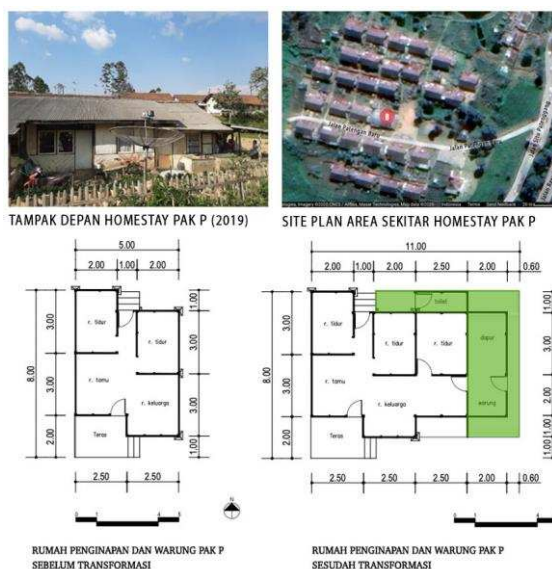 TAMPAK DEPAN HOMESTAY PAK P (2019)
SITE PLAN AREA SEKITAR HOMESTAY PAK P
Jalan Palengan Baru
5.00
2.00 1.00 2.00
r. tidur
r. tidur
r. tamu
r. keluarga
Teras
8.00
3.00
3.00
2.00
1.00
3.00
3.00
1.00
2.50 2.50
N
RUMAH PENGINAPAN DAN WARUNG PAK P
SEBELUM TRANSFORMASI
11.00
2.00 1.00 2.00 2.50 2.00 0.60
toilet
r. tidur
r. tidur
r. tidur
dapur
r. tamu
r. keluarga
warung
Teras
8.00
3.00
3.00
2.00
1.00
3.00
2.00
1.00
1.00
2.50 2.50 2.50 2.00 0.60
RUMAH PENGINAPAN DAN WARUNG PAK P
SESUDAH TRANSFORMASI